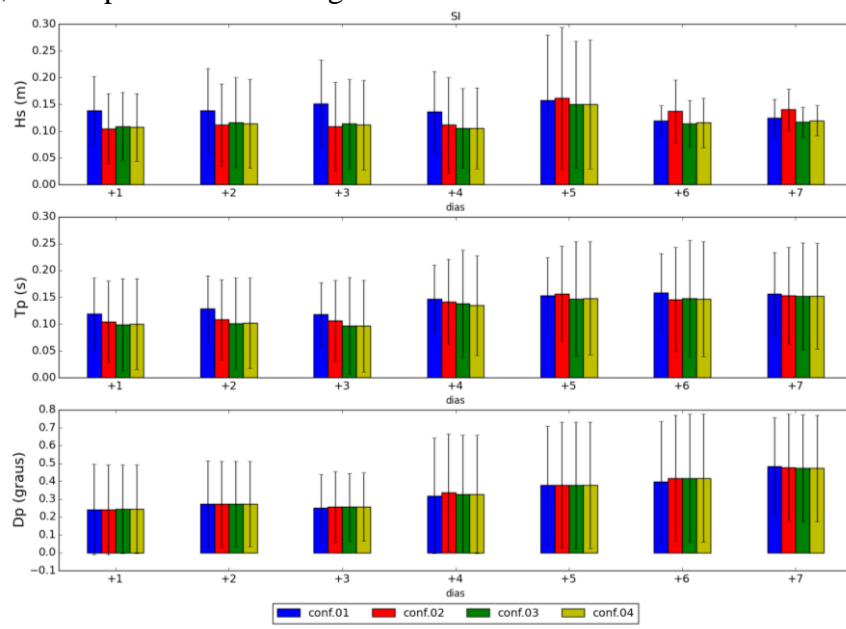 SI
Hs (m)
0.30
0.25
0.20
0.15
0.10
0.05
0.00
+1 +2 +3 +4 +5 +6 +7
dias
Tp (s)
0.30
0.25
0.20
0.15
0.10
0.05
0.00
+1 +2 +3 +4 +5 +6 +7
dias
Dp (graus)
0.8
0.7
0.6
0.5
0.4
0.3
0.2
0.1
0.0
−0.1
+1 +2 +3 +4 +5 +6 +7
dias
conf.01 conf.02 conf.03 conf.04